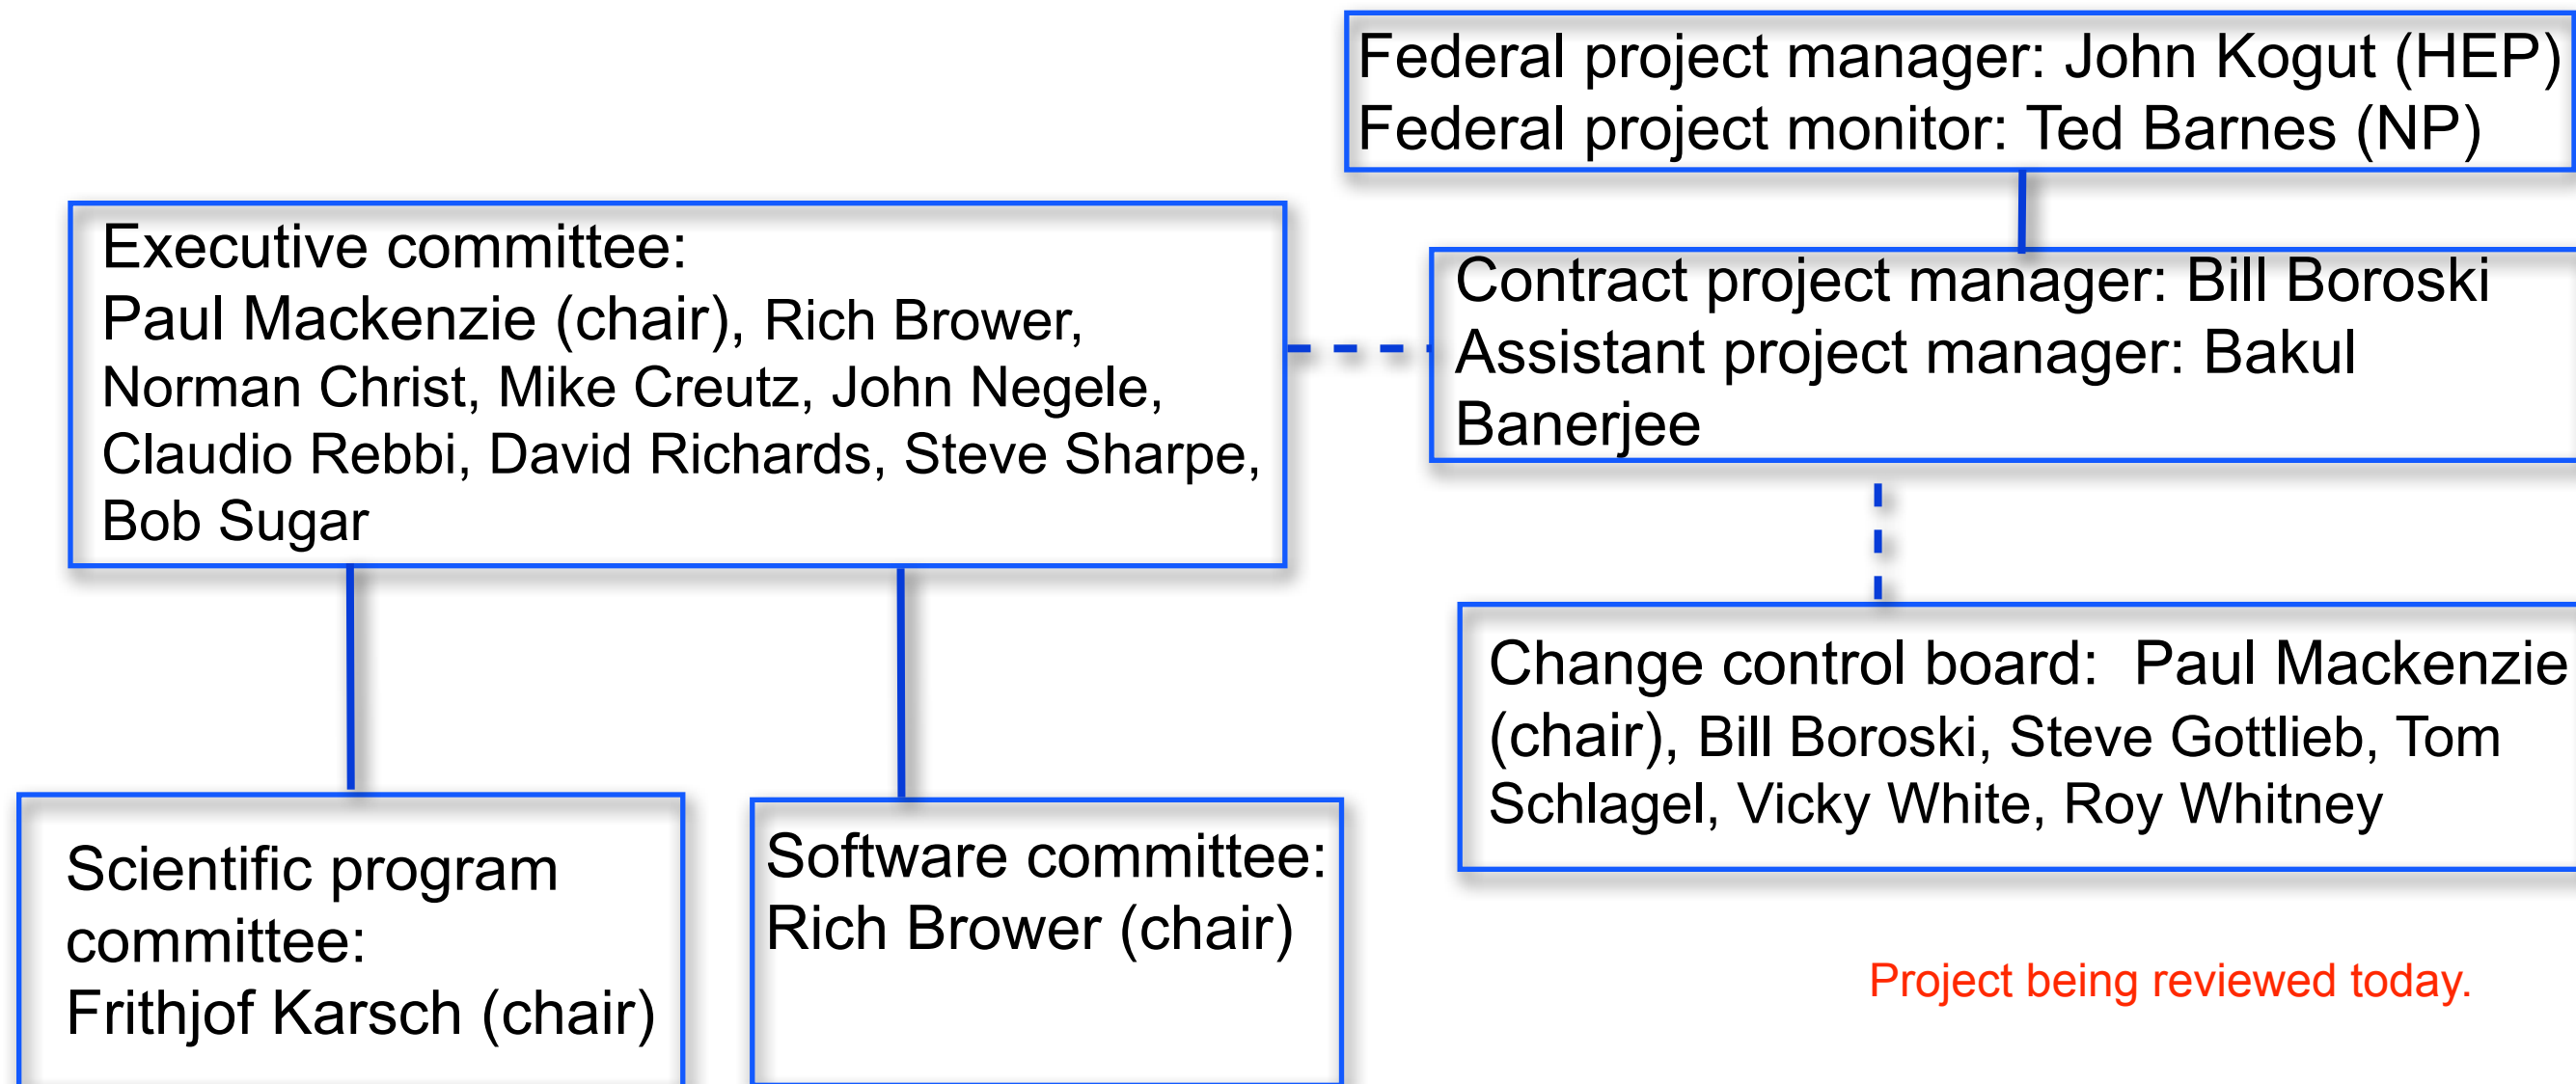 Federal project manager: John Kogut (HEP)
Federal project monitor: Ted Barnes (NP)
Executive committee:
Paul Mackenzie (chair), Rich Brower,
Norman Christ, Mike Creutz, John Negele,
Claudio Rebbi, David Richards, Steve Sharpe,
Bob Sugar
Contract project manager: Bill Boroski
Assistant project manager: Bakul
Banerjee
Change control board:  Paul Mackenzie
(chair), Bill Boroski, Steve Gottlieb, Tom
Schlagel, Vicky White, Roy Whitney
Scientific program
committee:
Frithjof Karsch (chair)
Software committee:
Rich Brower (chair)
Project being reviewed today.